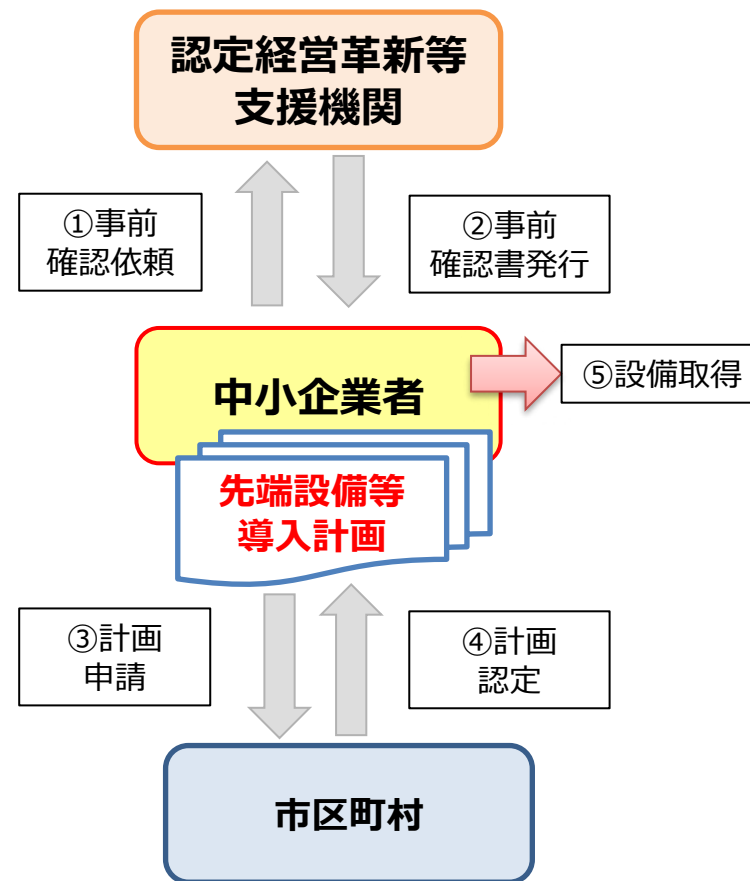 認定経営革新等
支援機関
①事前
確認依頼
②事前
確認書発行
中小企業者
⑤設備取得
先端設備等
導入計画
③計画
申請
④計画
認定
市区町村